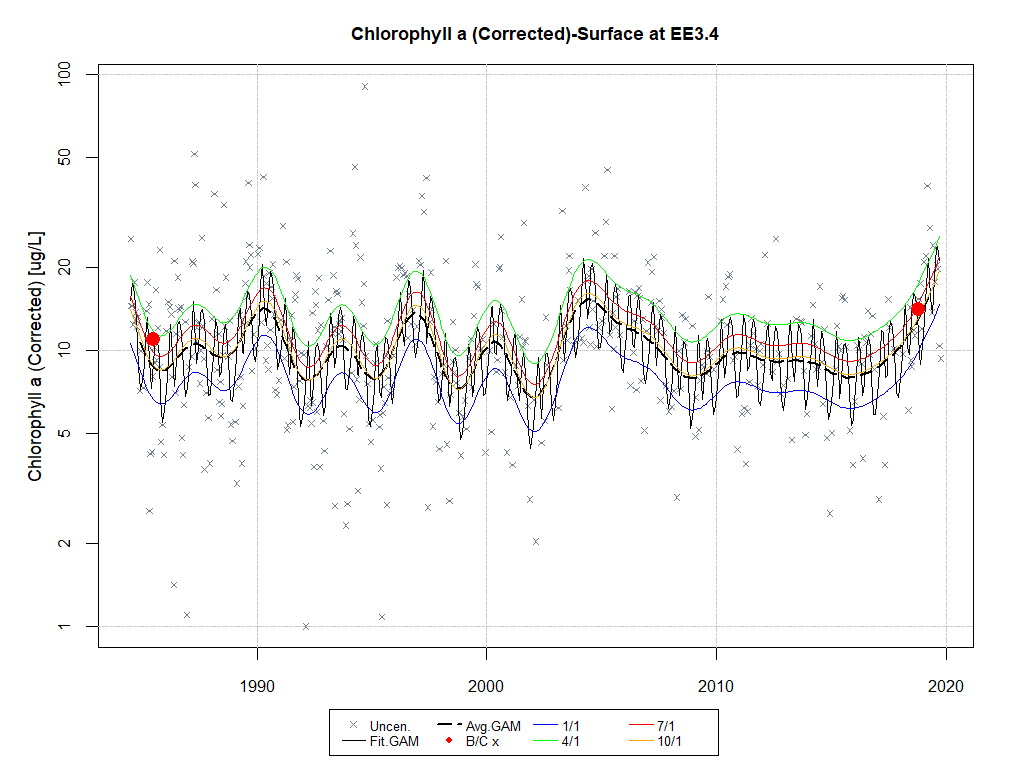 Chlorophyll a (Corrected)-Surface at EE3.4
Chlorophyll a (Corrected) [ug/L]
100
50
20
10
5
2
1
1990 2000 2010 2020
Uncen. Avg.GAM 1/1 7/1
Fit.GAM B/C x 4/1 10/1